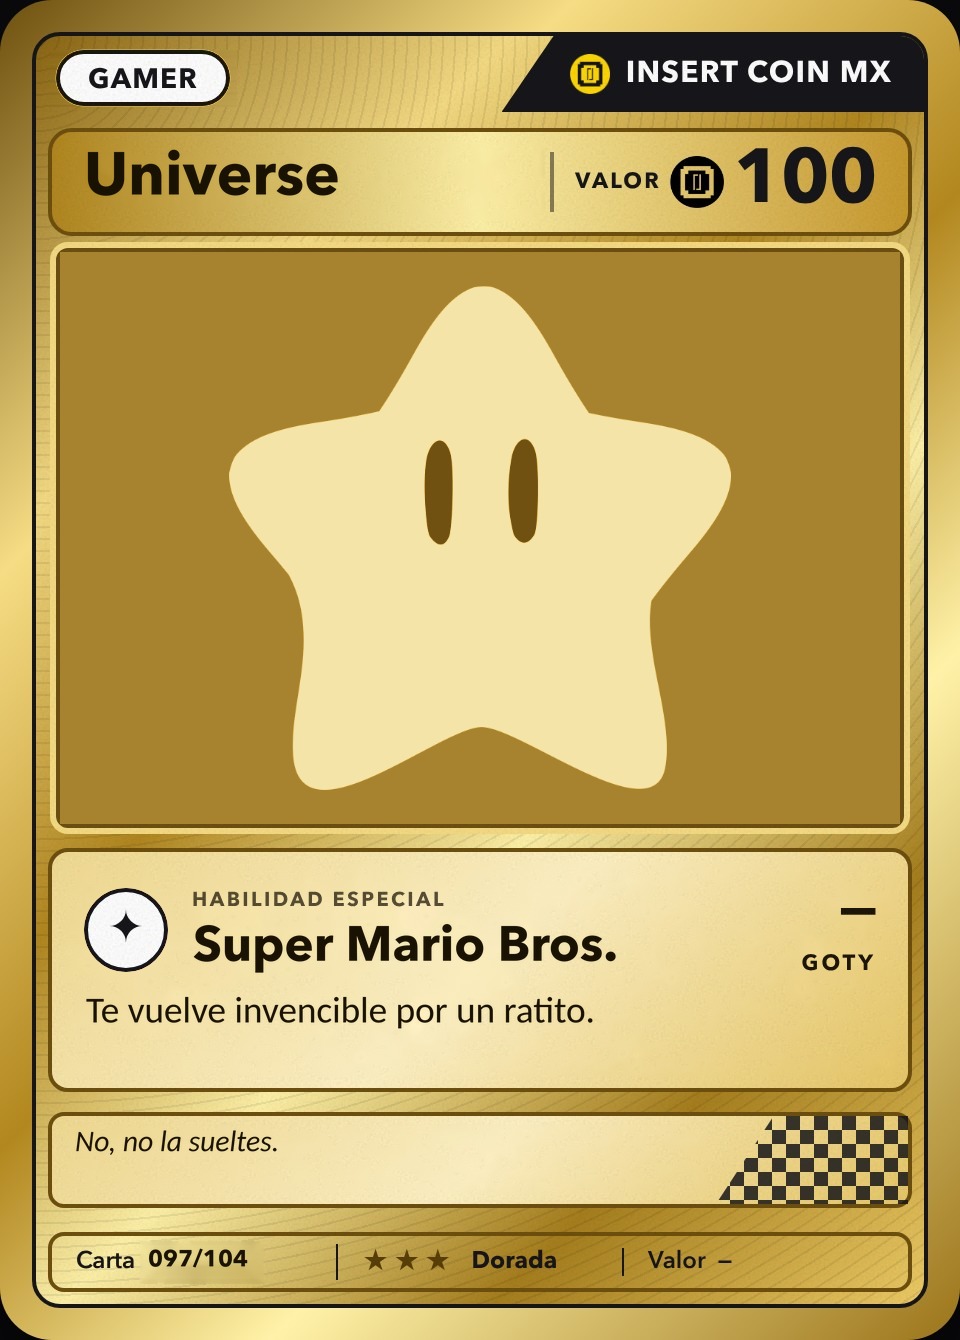 GAMER
INSERT COIN MX
Universe
VALOR 100
HABILIDAD ESPECIAL
Super Mario Bros.
–
GOTY
Te vuelve invencible por un ratito.
No, no la sueltes.
Carta 097/104
★★★ Dorada
Valor –